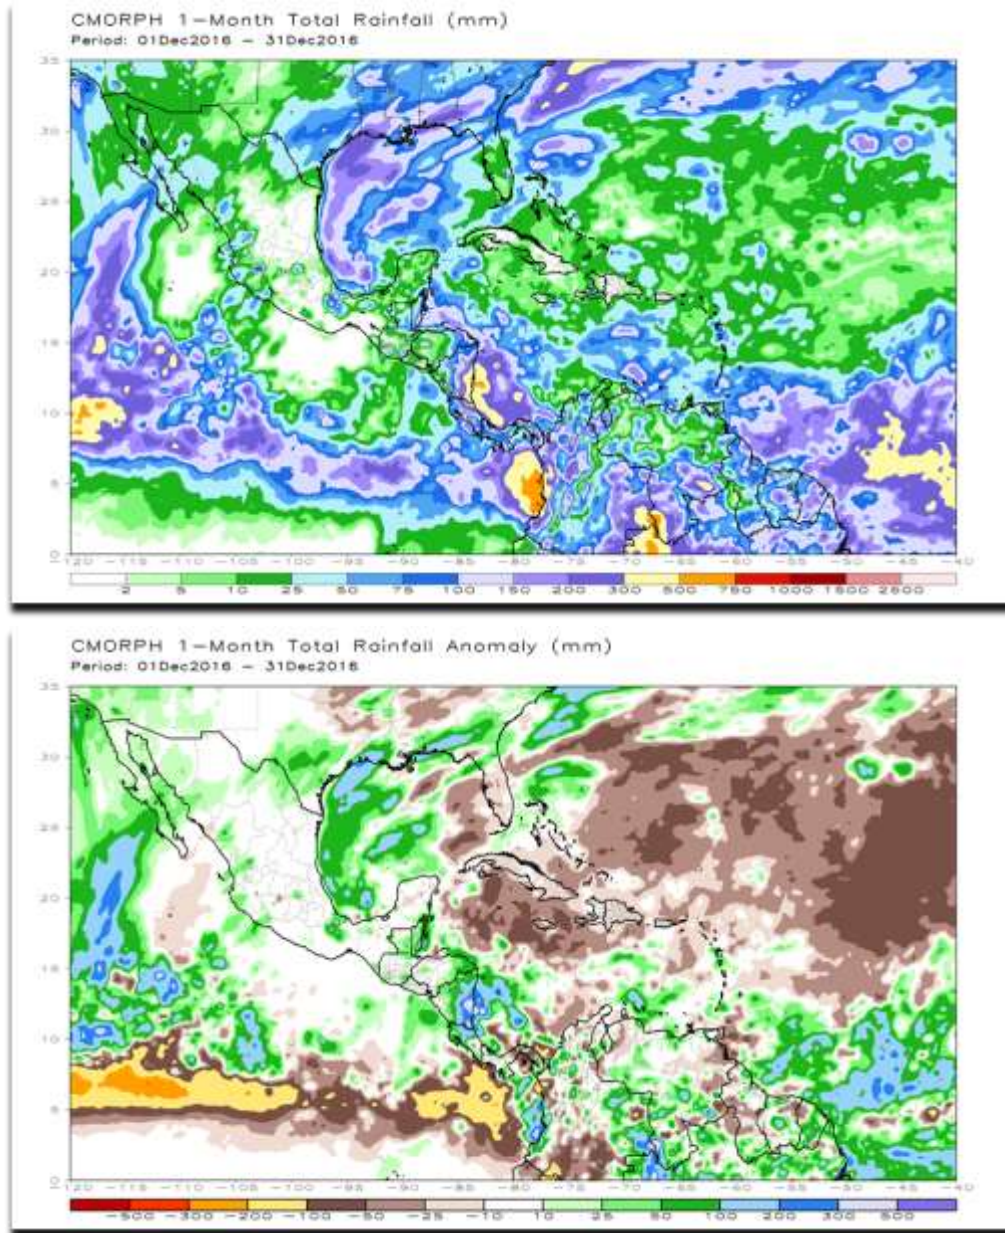 CMORPH 1-Month Total Rainfall (mm)
Period: 01Dec2016 - 31Dec2016
35
30
25
20
15
10
5
0
-120 -115 -110 -105 -100 -95 -90 -85 -80 -75 -70 -65 -60 -55 -50 -45 -40
2 5 10 25 50 75 100 150 200 300 500 750 1000 1500 2500
CMORPH 1-Month Total Rainfall Anomaly (mm)
Period: 01Dec2016 - 31Dec2016
35
30
25
20
15
10
5
0
-120 -115 -110 -105 -100 -95 -90 -85 -80 -75 -70 -65 -60 -55 -50 -45 -40
-500 -300 -200 -100 -50 -25 -10 10 25 50 100 200 300 500